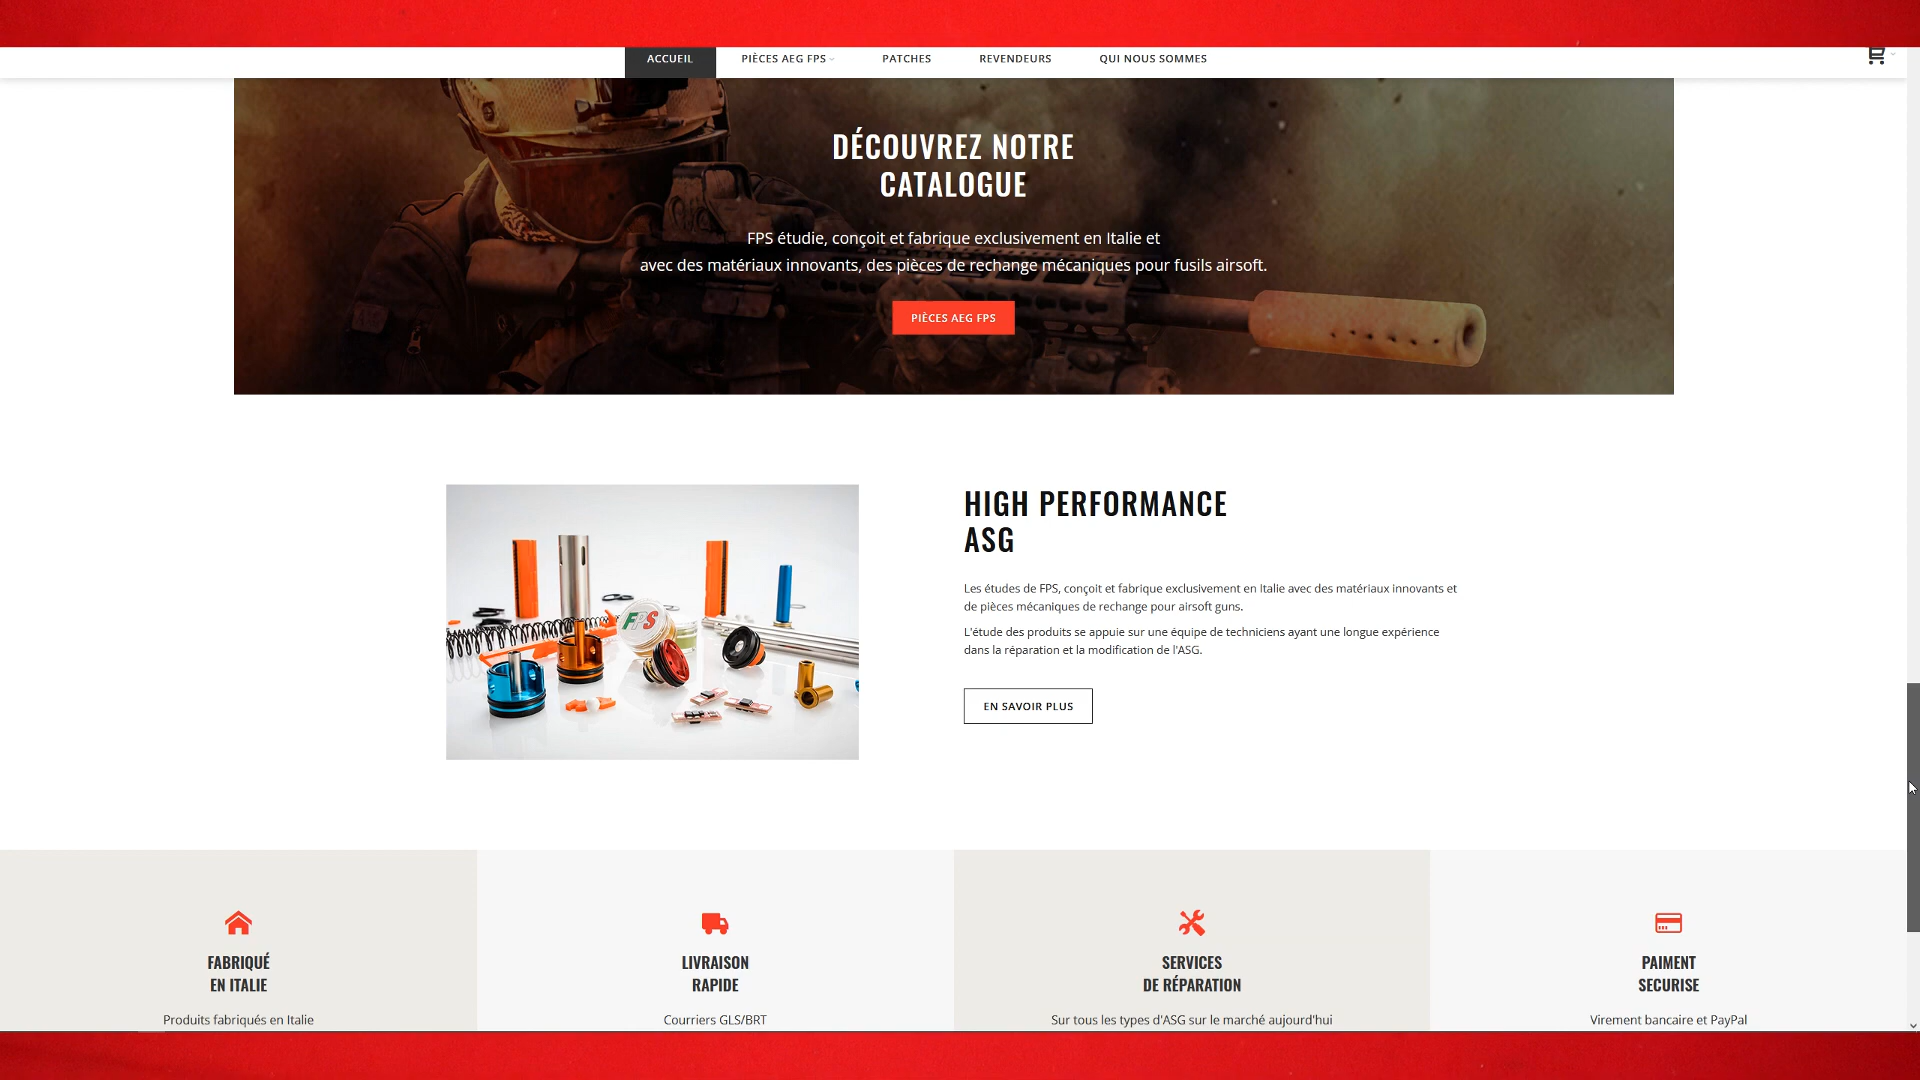 ACCUEIL
PIÈCES AEG FPS
PATCHES
REVENDEURS
QUI NOUS SOMMES
DÉCOUVREZ NOTRE
CATALOGUE
FPS étudie, conçoit et fabrique exclusivement en Italie et
avec des matériaux innovants, des pièces de rechange mécaniques pour fusils airsoft.
PIÈCES AEG FPS
FPS
HIGH PERFORMANCE
ASG
Les études de FPS, conçoit et fabrique exclusivement en Italie avec des matériaux innovants et
de pièces mécaniques de rechange pour airsoft guns.
L'étude des produits se appuie sur une équipe de techniciens ayant une longue expérience
dans la réparation et la modification de l'ASG.
EN SAVOIR PLUS
FABRIQUÉ
EN ITALIE
Produits fabriqués en Italie
LIVRAISON
RAPIDE
Courriers GLS/BRT
SERVICES
DE RÉPARATION
Sur tous les types d'ASG sur le marché aujourd'hui
PAIMENT
SECURISE
Virement bancaire et PayPal